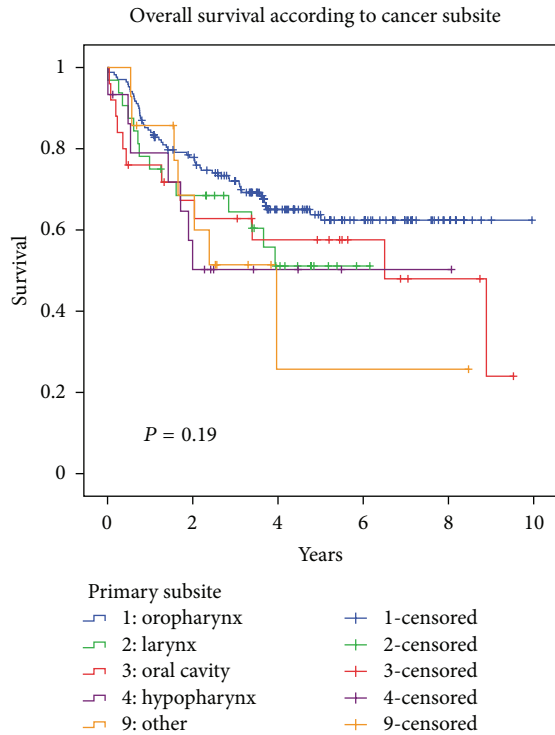 Overall survival according to cancer subsite
1
0.8
0.6
0.4
0.2
0
Survival
P = 0.19
0 2 4 6 8 10
Years
Primary subsite
1: oropharynx 1-censored
2: larynx 2-censored
3: oral cavity 3-censored
4: hypopharynx 4-censored
9: other 9-censored